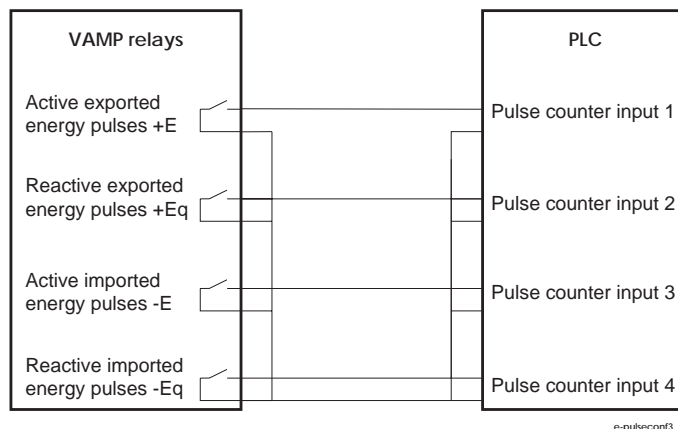 VAMP relays
PLC
Active exported
energy pulses +E
Pulse counter input 1
Reactive exported
energy pulses +Eq
Pulse counter input 2
Active imported
energy pulses -E
Pulse counter input 3
Reactive imported
energy pulses -Eq
Pulse counter input 4
e-pulseconf3